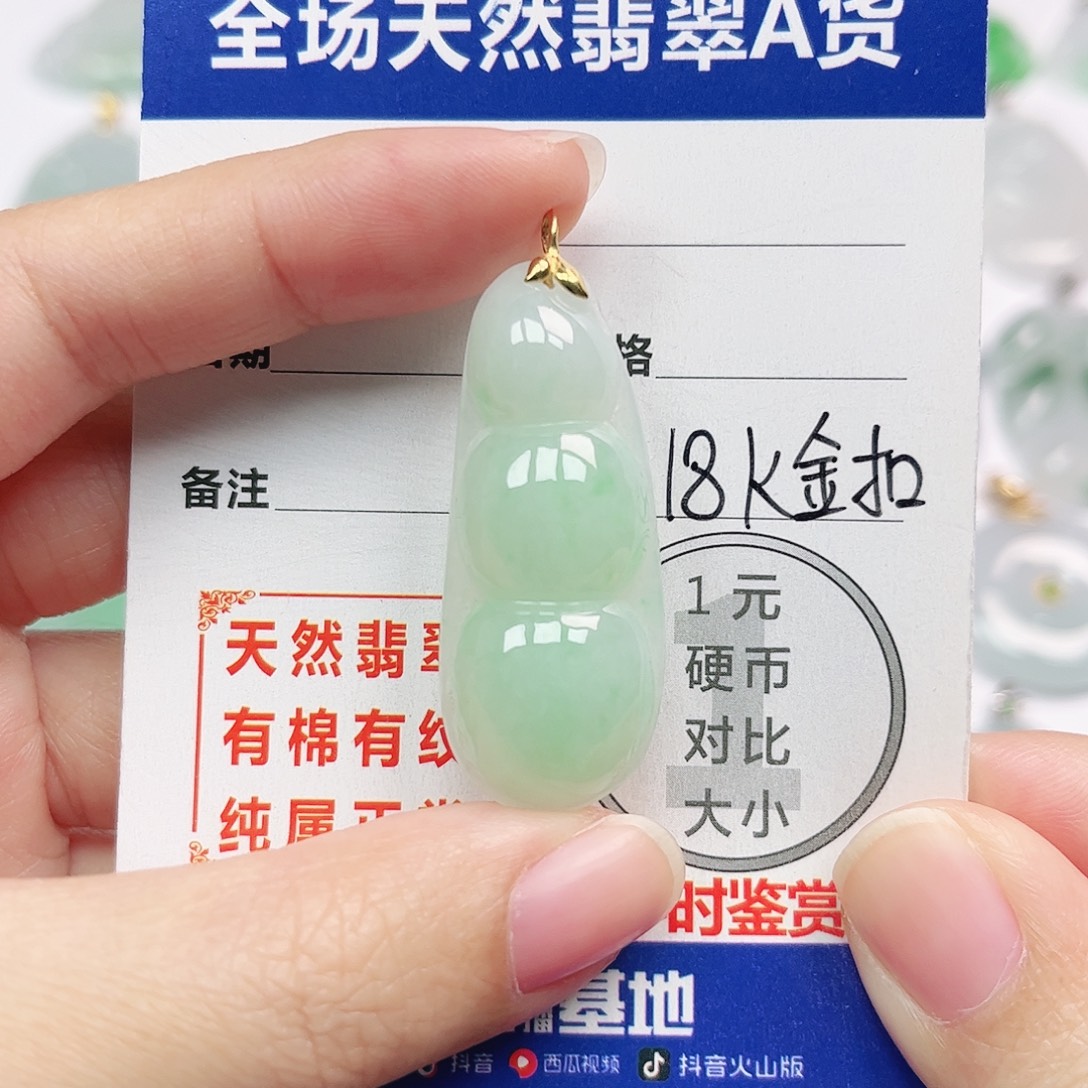 全场天然翡翠A货
期
格
备注
18K金扣
1元
硬币
对比
大小
天然翡翠
有棉有纹
纯属正常
时鉴赏
播基地
抖音 西瓜视频 抖音火山版